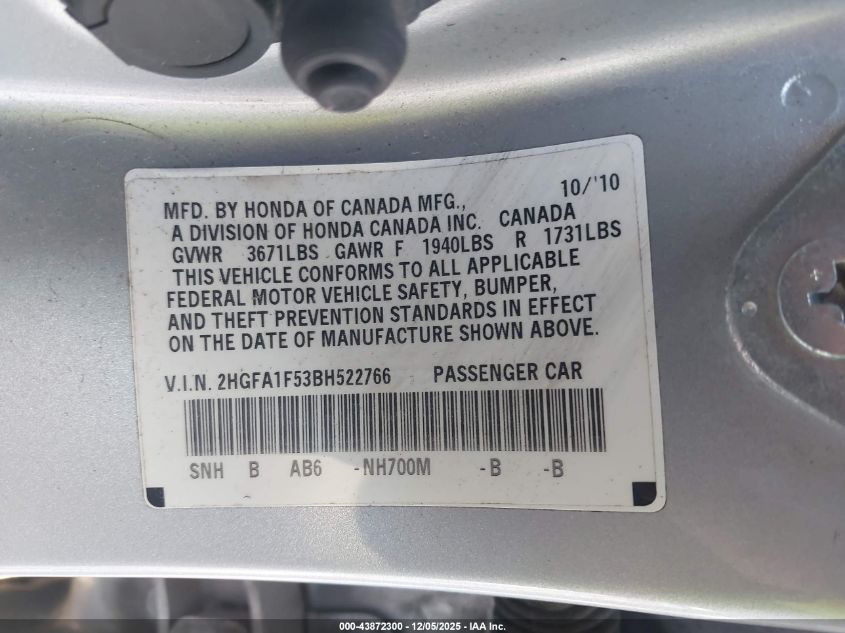 MFD. BY HONDA OF CANADA MFG., 10/'10
A DIVISION OF HONDA CANADA INC. CANADA
GVWR 3671LBS GAWR F 1940LBS R 1731LBS
THIS VEHICLE CONFORMS TO ALL APPLICABLE
FEDERAL MOTOR VEHICLE SAFETY, BUMPER,
AND THEFT PREVENTION STANDARDS IN EFFECT
ON THE DATE OF MANUFACTURE SHOWN ABOVE.
V.I.N. 2HGFA1F53BH522766 PASSENGER CAR
SNH B AB6 -NH700M -B -B
000-43872300 - 12/05/2025 - IAA Inc.